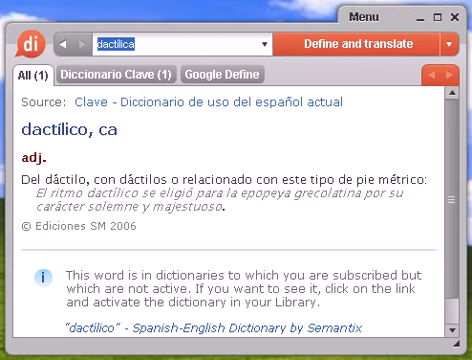 Menu
di
dactílica
Define and translate
All (1)
Diccionario Clave (1)
Google Define
Source: Clave - Diccionario de uso del español actual
dactílico, ca
adj.
Del dáctilo, con dáctilos o relacionado con este tipo de pie métrico:
El ritmo dactílico se eligió para la epopeya grecolatina por su
carácter solemne y majestuoso.
© Ediciones SM 2006
i
This word is in dictionaries to which you are subscribed but
which are not active. If you want to see it, click on the link
and activate the dictionary in your Library.
"dactílico" - Spanish-English Dictionary by Semantix